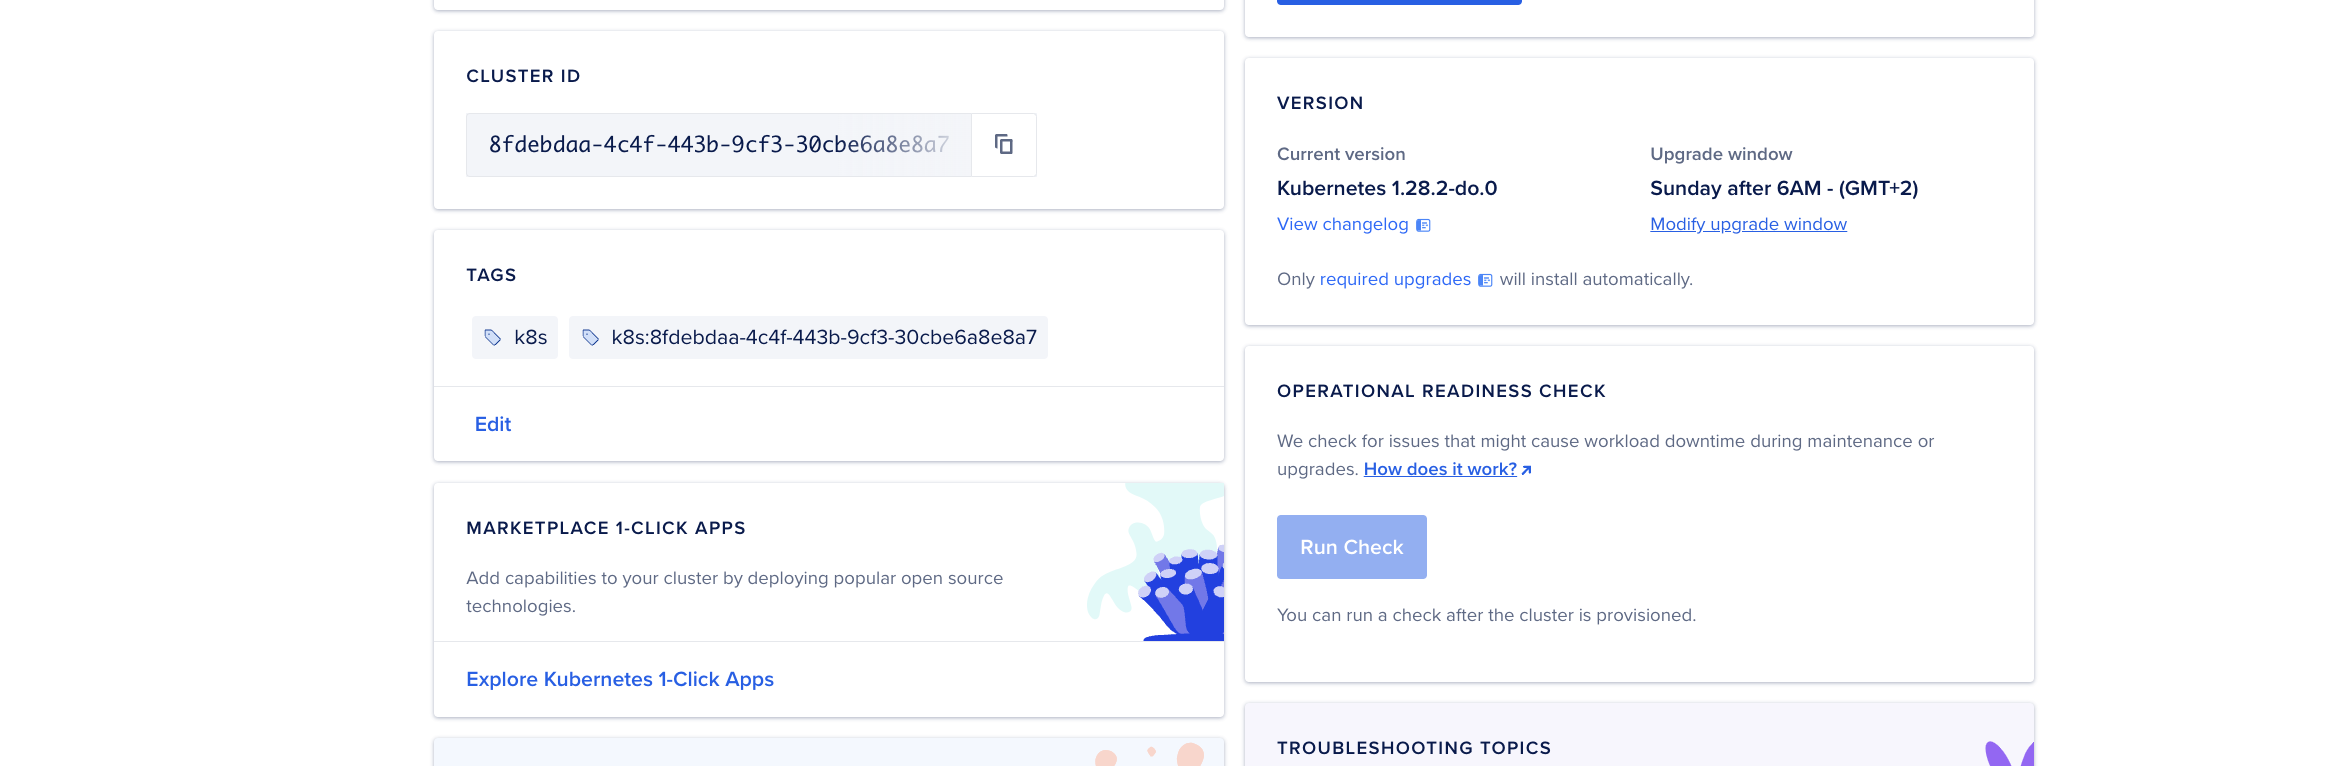 CLUSTER ID
8fdebdaa-4c4f-443b-9cf3-30cbe6a8e8a7
TAGS
k8s
k8s:8fdebdaa-4c4f-443b-9cf3-30cbe6a8e8a7
Edit
MARKETPLACE 1-CLICK APPS
Add capabilities to your cluster by deploying popular open source
technologies.
Explore Kubernetes 1-Click Apps
VERSION
Current version
Kubernetes 1.28.2-do.0
View changelog
Upgrade window
Sunday after 6AM - (GMT+2)
Modify upgrade window
Only required upgrades will install automatically.
OPERATIONAL READINESS CHECK
We check for issues that might cause workload downtime during maintenance or
upgrades. How does it work?
Run Check
You can run a check after the cluster is provisioned.
TROUBLESHOOTING TOPICS